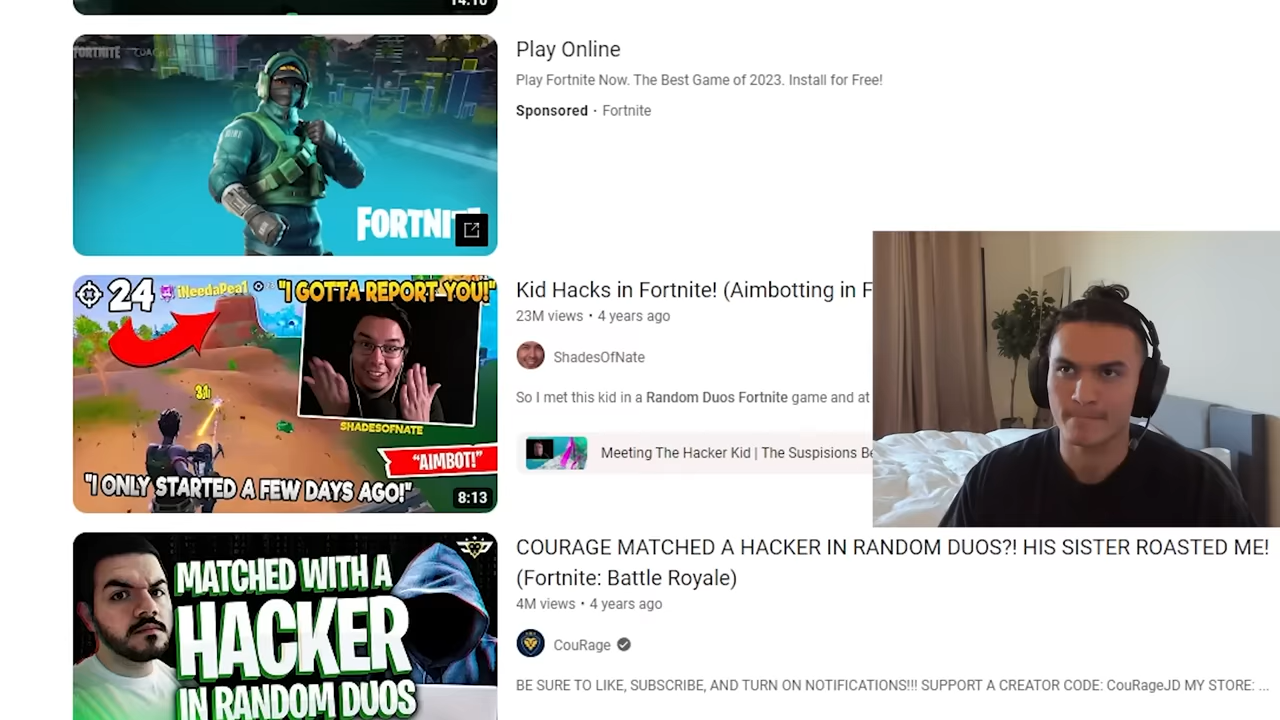 14:16
FORTNITE
Play Online
Play Fortnite Now. The Best Game of 2023. Install for Free!
Sponsored · Fortnite
FORTNI
24 iNeedaPea1 "I GOTTA REPORT YOU!"
SHADESOFNATE
"AIMBOT!"
"I ONLY STARTED A FEW DAYS AGO!"
8:13
Kid Hacks in Fortnite! (Aimbotting in F
23M views • 4 years ago
ShadesOfNate
So I met this kid in a Random Duos Fortnite game and at
Meeting The Hacker Kid | The Suspisions Be
MATCHED WITH A
HACKER
IN RANDOM DUOS
COURAGE MATCHED A HACKER IN RANDOM DUOS?! HIS SISTER ROASTED ME!
(Fortnite: Battle Royale)
4M views • 4 years ago
CouRage
BE SURE TO LIKE, SUBSCRIBE, AND TURN ON NOTIFICATIONS!!! SUPPORT A CREATOR CODE: CouRageJD MY STORE: ...